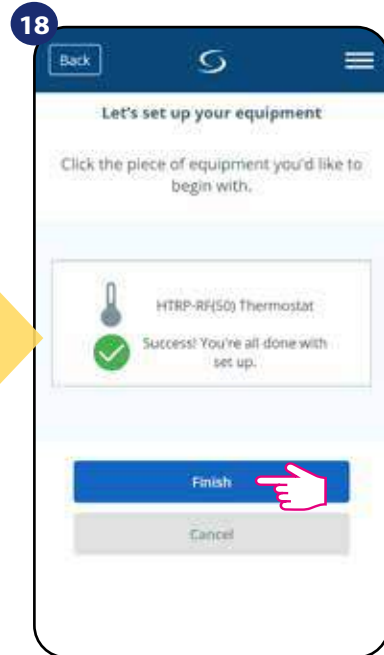 18
Back
Let's set up your equipment
Click the piece of equipment you'd like to
begin with.
HTRP-RF(50) Thermostat
Success! You're all done with
set up.
Finish
Cancel